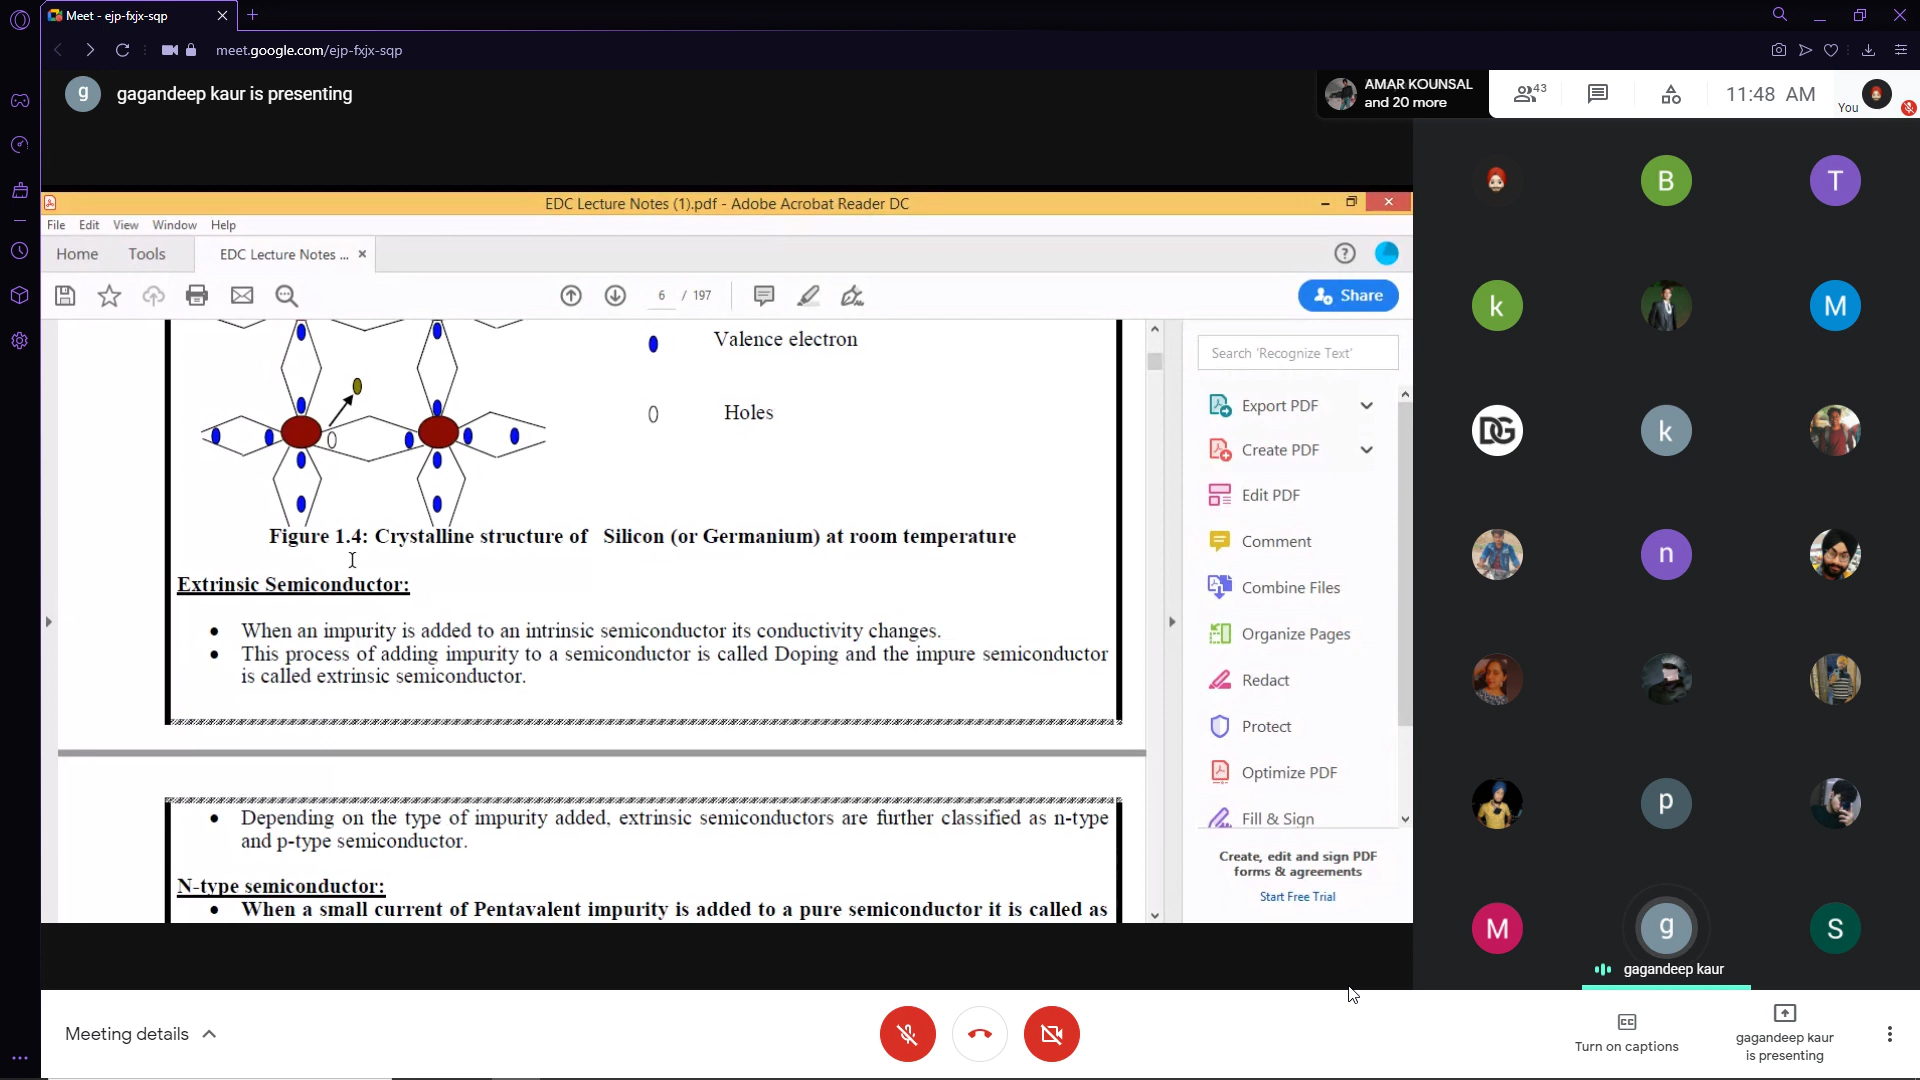 Meet - ejp-fxjx-sqp
meet.google.com/ejp-fxjx-sqp
g gagandeep kaur is presenting
AMAR KOUNSAL
and 20 more
43
11:48 AM
You
EDC Lecture Notes (1).pdf - Adobe Acrobat Reader DC
File Edit View Window Help
Home Tools EDC Lecture Notes ...
6 / 197
Share
Valence electron
Holes
Figure 1.4: Crystalline structure of Silicon (or Germanium) at room temperature
Extrinsic Semiconductor:
• When an impurity is added to an intrinsic semiconductor its conductivity changes.
• This process of adding impurity to a semiconductor is called Doping and the impure semiconductor
is called extrinsic semiconductor.
• Depending on the type of impurity added, extrinsic semiconductors are further classified as n-type
and p-type semiconductor.
N-type semiconductor:
• When a small current of Pentavalent impurity is added to a pure semiconductor it is called as
Search 'Recognize Text'
Export PDF
Create PDF
Edit PDF
Comment
Combine Files
Organize Pages
Redact
Protect
Optimize PDF
Fill & Sign
Create, edit and sign PDF
forms & agreements
Start Free Trial
B T
k M
DG k
n
p
M g S
gagandeep kaur
Meeting details
CC
Turn on captions
gagandeep kaur
is presenting